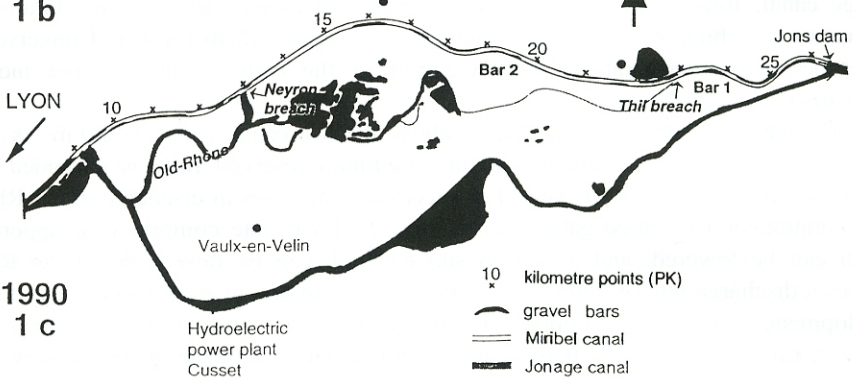 1 b
15
Jons dam
20
Bar 2
25
Neyron
breach
Bar 1
LYON
10
Thil breach
Old-Rhône
Vaulx-en-Velin
10
kilometre points (PK)
1990
gravel bars
1 c
Miribel canal
Hydroelectric
power plant
Cusset
Jonage canal